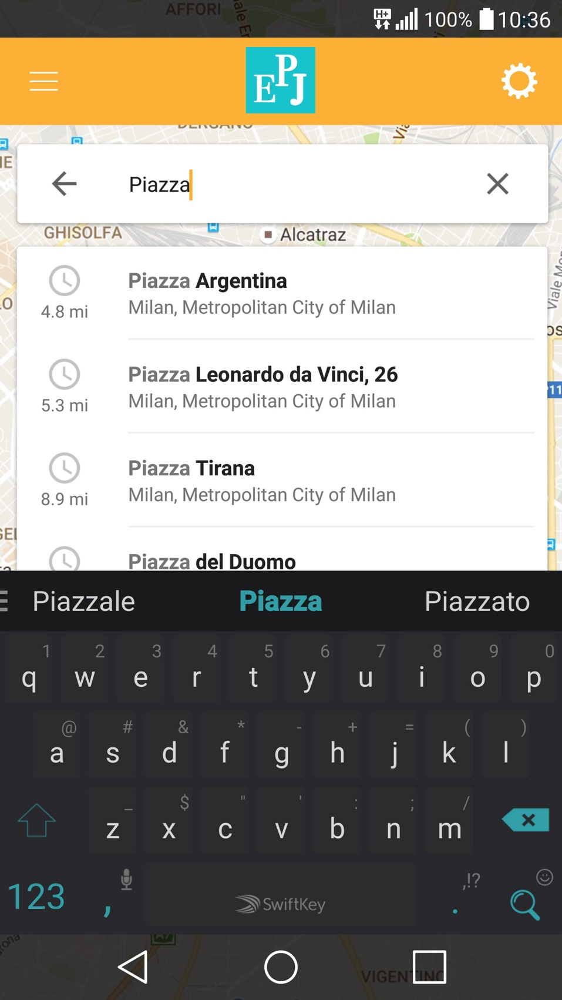 AFFORI
H+
100%
10:36
EPJ
Via
Piazza
GHISOLFA
Alcatraz
4.8 mi
Piazza Argentina
Milan, Metropolitan City of Milan
5.3 mi
Piazza Leonardo da Vinci, 26
Milan, Metropolitan City of Milan
8.9 mi
Piazza Tirana
Milan, Metropolitan City of Milan
Piazza del Duomo
Piazzale Piazza Piazzato
1 2 3 4 5 6 7 8 9 0
q w e r t y u i o p
@ # & * - + = ( )
a s d f g h j k l
_ $ " ' : ; /
z x c v b n m
123 , SwiftKey . ,!?
VIGENTINO